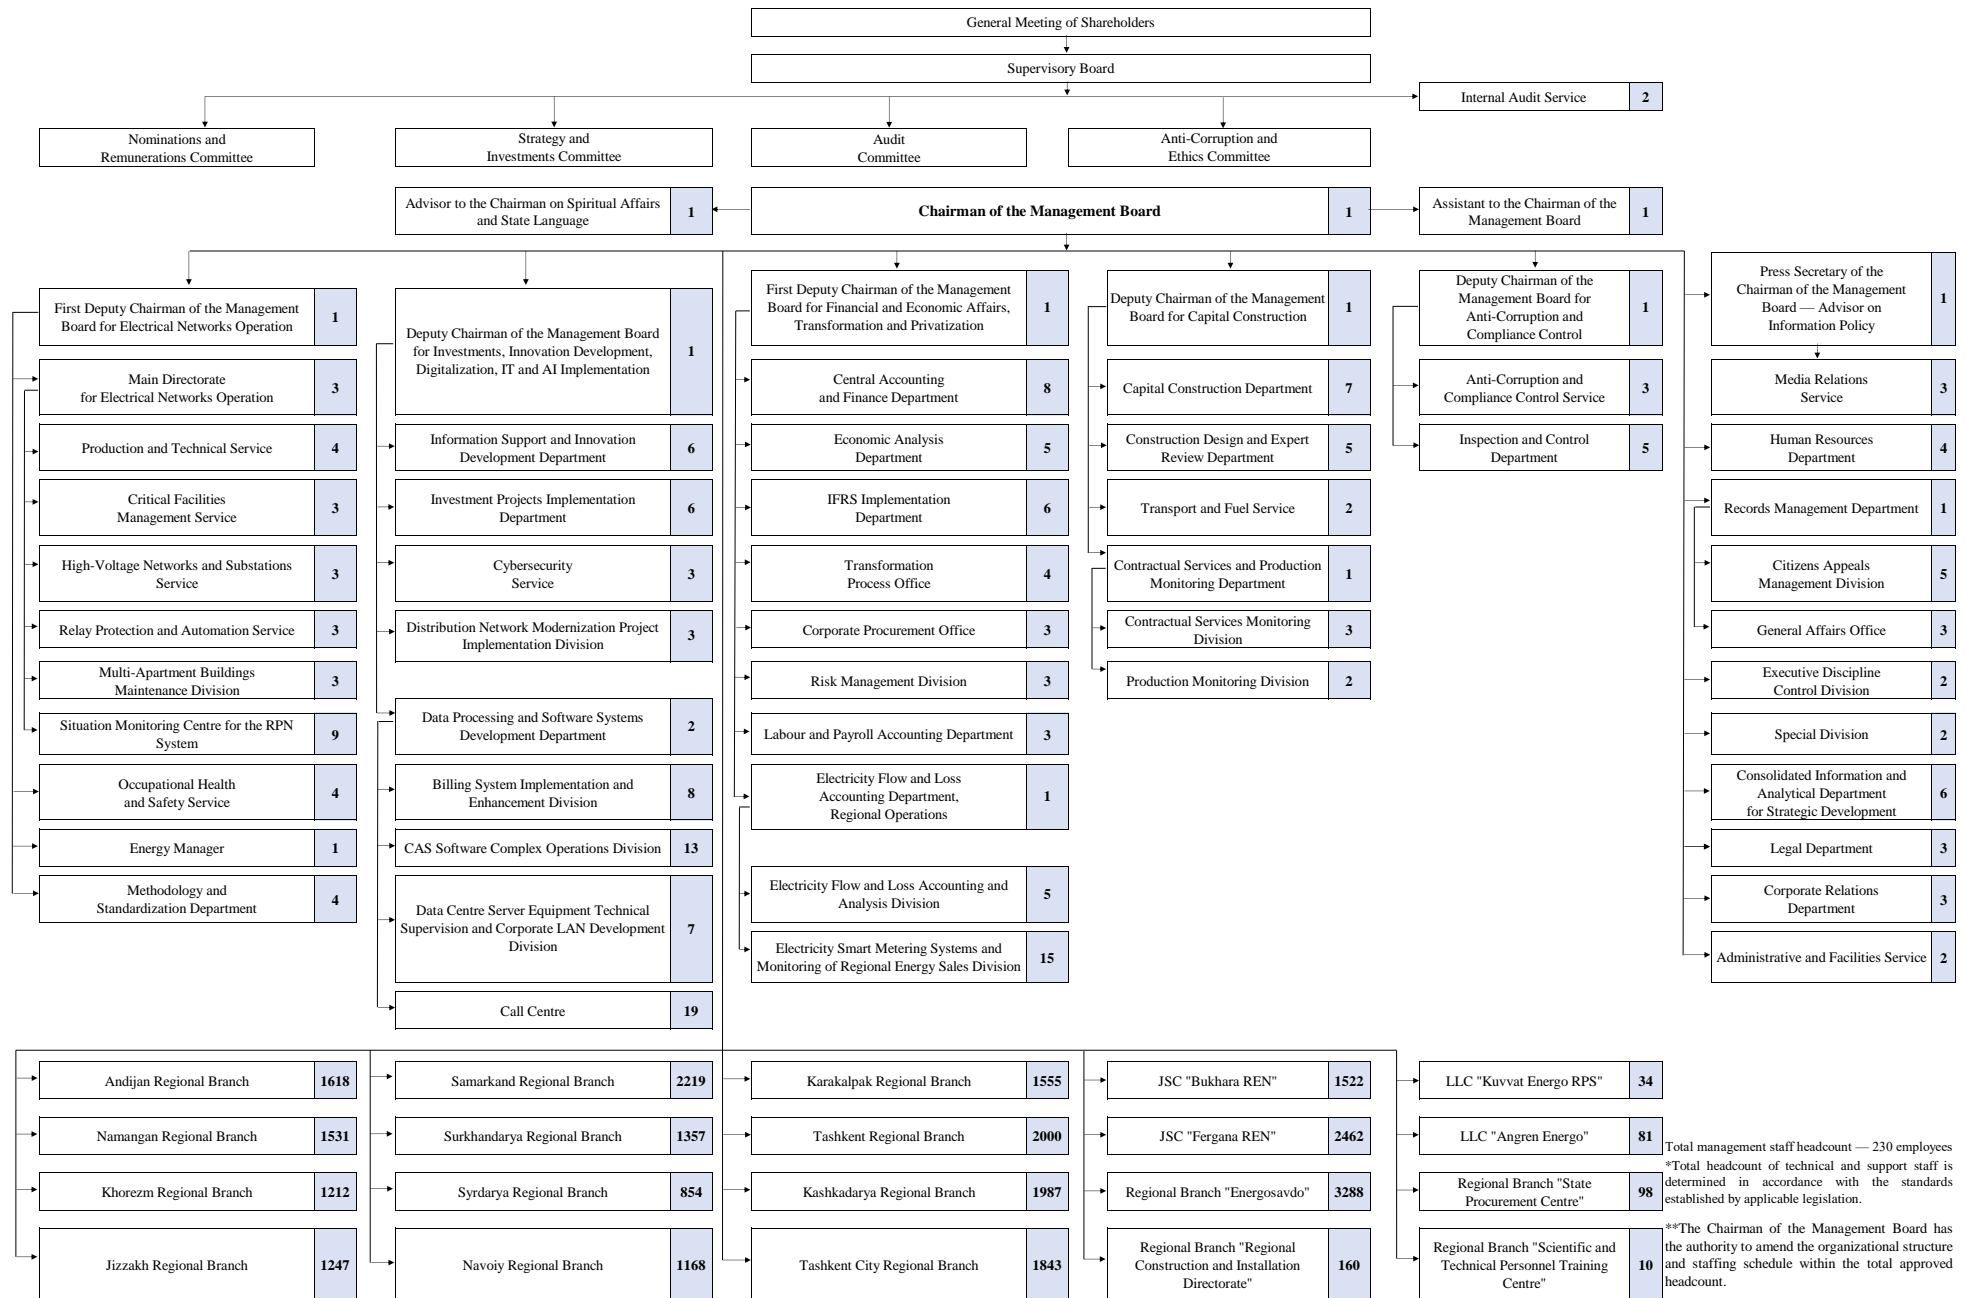 General Meeting of Shareholders
Supervisory Board
Internal Audit Service 2
Nominations and
Remunerations Committee
Strategy and
Investments Committee
Audit
Committee
Anti-Corruption and
Ethics Committee
Advisor to the Chairman on Spiritual Affairs
and State Language
1
Chairman of the Management Board 1
Assistant to the Chairman of the
Management Board
1
First Deputy Chairman of the Management
Board for Electrical Networks Operation
1
Main Directorate
for Electrical Networks Operation
3
Production and Technical Service 4
Critical Facilities
Management Service
3
High-Voltage Networks and Substations
Service
3
Relay Protection and Automation Service 3
Multi-Apartment Buildings
Maintenance Division
3
Situation Monitoring Centre for the RPN
System
9
Occupational Health
and Safety Service
4
Energy Manager 1
Methodology and
Standardization Department
4
Deputy Chairman of the Management Board
for Investments, Innovation Development,
Digitalization, IT and AI Implementation
1
Information Support and Innovation
Development Department
6
Investment Projects Implementation
Department
6
Cybersecurity
Service
3
Distribution Network Modernization Project
Implementation Division
3
Data Processing and Software Systems
Development Department
2
Billing System Implementation and
Enhancement Division
8
CAS Software Complex Operations Division 13
Data Centre Server Equipment Technical
Supervision and Corporate LAN Development
Division
7
Call Centre 19
First Deputy Chairman of the Management
Board for Financial and Economic Affairs,
Transformation and Privatization
1
Central Accounting
and Finance Department
8
Economic Analysis
Department
5
IFRS Implementation
Department
6
Transformation
Process Office
4
Corporate Procurement Office 3
Risk Management Division 3
Labour and Payroll Accounting Department 3
Electricity Flow and Loss
Accounting Department,
Regional Operations
1
Electricity Flow and Loss Accounting and
Analysis Division
5
Electricity Smart Metering Systems and
Monitoring of Regional Energy Sales Division
15
Deputy Chairman of the Management
Board for Capital Construction
1
Capital Construction Department 7
Construction Design and Expert
Review Department
5
Transport and Fuel Service 2
Contractual Services and Production
Monitoring Department
1
Contractual Services Monitoring
Division
3
Production Monitoring Division 2
Deputy Chairman of the
Management Board for
Anti-Corruption and
Compliance Control
1
Anti-Corruption and
Compliance Control Service
3
Inspection and Control
Department
5
Press Secretary of the
Chairman of the Management
Board — Advisor on
Information Policy
1
Media Relations
Service
3
Human Resources
Department
4
Records Management Department 1
Citizens Appeals
Management Division
5
General Affairs Office 3
Executive Discipline
Control Division
2
Special Division 2
Consolidated Information and
Analytical Department
for Strategic Development
6
Legal Department 3
Corporate Relations
Department
3
Administrative and Facilities Service 2
Andijan Regional Branch 1618
Namangan Regional Branch 1531
Khorezm Regional Branch 1212
Jizzakh Regional Branch 1247
Samarkand Regional Branch 2219
Surkhandarya Regional Branch 1357
Syrdarya Regional Branch 854
Navoiy Regional Branch 1168
Karakalpak Regional Branch 1555
Tashkent Regional Branch 2000
Kashkadarya Regional Branch 1987
Tashkent City Regional Branch 1843
JSC "Bukhara REN" 1522
JSC "Fergana REN" 2462
Regional Branch "Energosavdo" 3288
Regional Branch "Regional
Construction and Installation
Directorate"
160
LLC "Kuvvat Energo RPS" 34
LLC "Angren Energo" 81
Regional Branch "State
Procurement Centre"
98
Regional Branch "Scientific and
Technical Personnel Training
Centre"
10
Total management staff headcount — 230 employees
*Total headcount of technical and support staff is
determined in accordance with the standards
established by applicable legislation.
**The Chairman of the Management Board has
the authority to amend the organizational structure
and staffing schedule within the total approved
headcount.